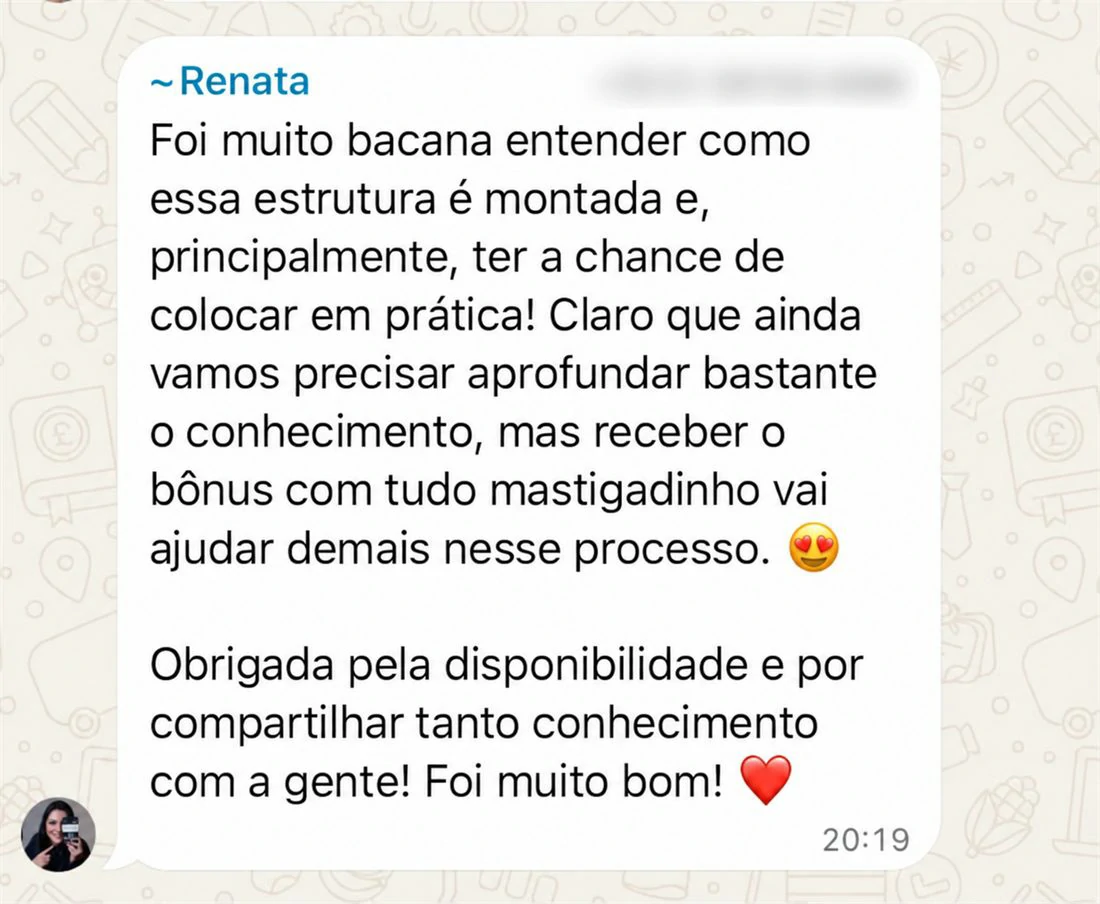 ~Renata
Foi muito bacana entender como
essa estrutura é montada e,
principalmente, ter a chance de
colocar em prática! Claro que ainda
vamos precisar aprofundar bastante
o conhecimento, mas receber o
bônus com tudo mastigadinho vai
ajudar demais nesse processo. 😍
Obrigada pela disponibilidade e por
compartilhar tanto conhecimento
com a gente! Foi muito bom! ❤️
20:19